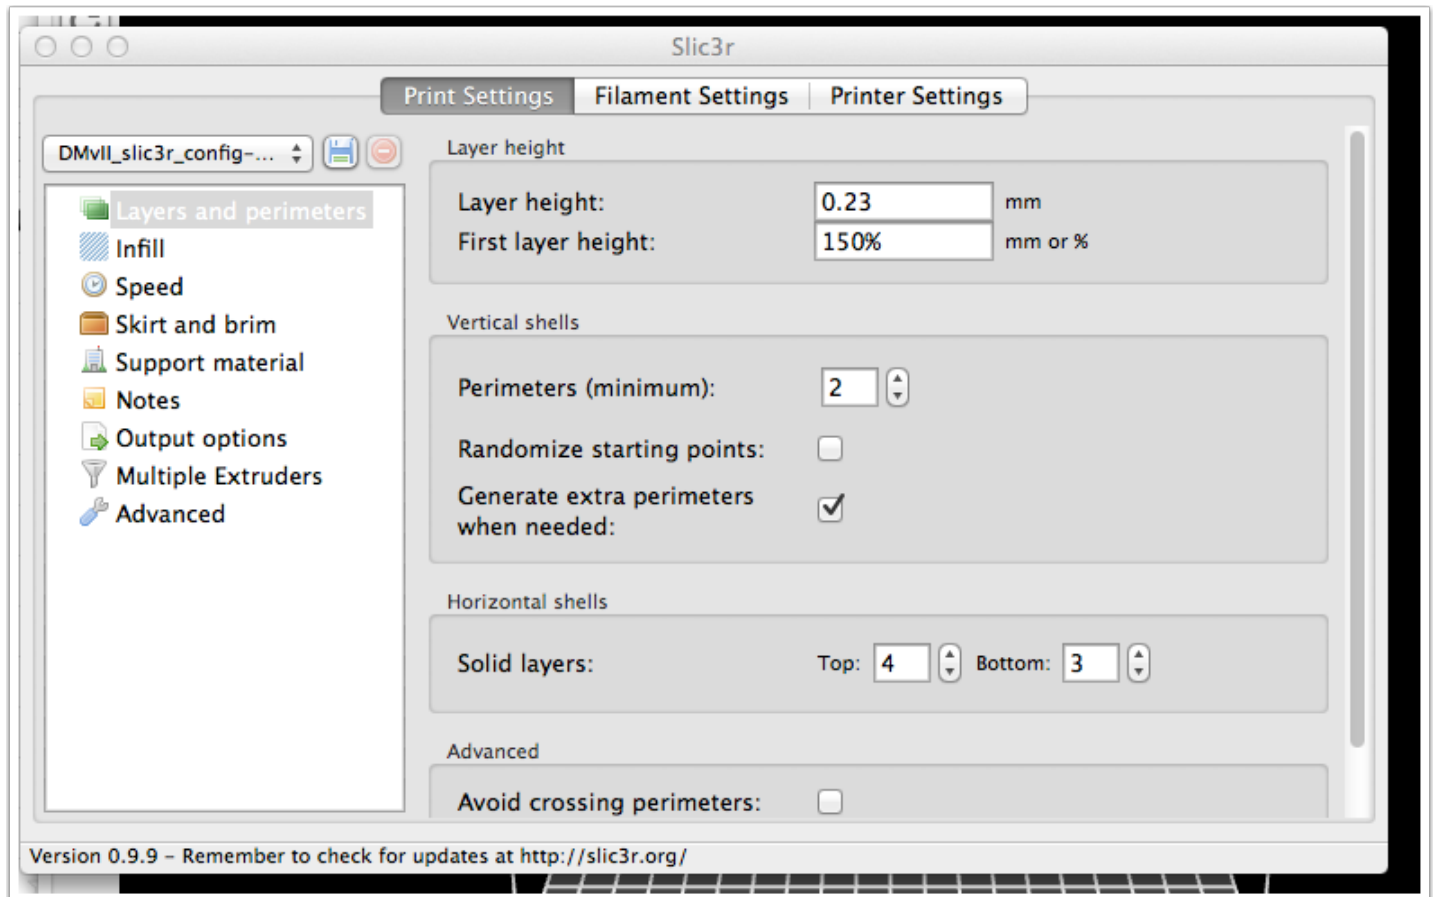 Slic3r
Print Settings Filament Settings Printer Settings
DMvII_slic3r_config-...
Layers and perimeters
Infill
Speed
Skirt and brim
Support material
Notes
Output options
Multiple Extruders
Advanced
Layer height
Layer height: 0.23 mm
First layer height: 150% mm or %
Vertical shells
Perimeters (minimum): 2
Randomize starting points:
Generate extra perimeters
when needed:
Horizontal shells
Solid layers: Top: 4 Bottom: 3
Advanced
Avoid crossing perimeters:
Version 0.9.9 – Remember to check for updates at http://slic3r.org/